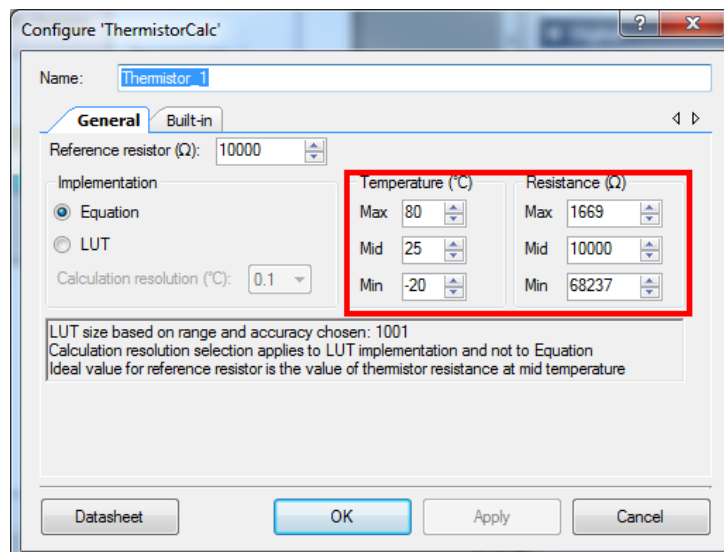 Configure 'ThermistorCalc'
?
X
Name: Thermistor_1
General Built-in
Reference resistor (Ω): 10000
Implementation
Equation
LUT
Calculation resolution (°C): 0.1
Temperature (°C)
Max 80
Mid 25
Min -20
Resistance (Ω)
Max 1669
Mid 10000
Min 68237
LUT size based on range and accuracy chosen: 1001
Calculation resolution selection applies to LUT implementation and not to Equation
Ideal value for reference resistor is the value of thermistor resistance at mid temperature
Datasheet OK Apply Cancel